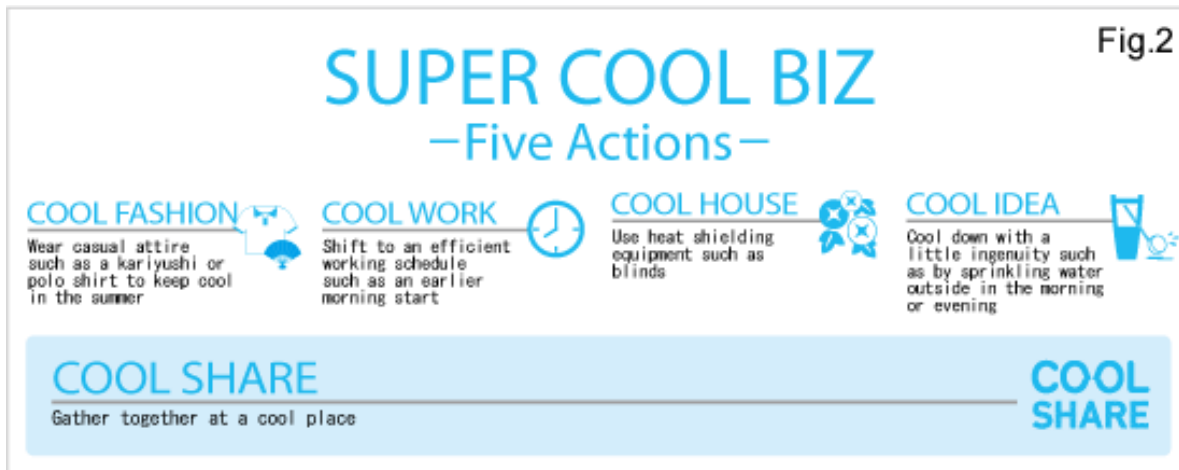 Fig.2
SUPER COOL BIZ
−Five Actions−
COOL FASHION
Wear casual attire
such as a kariyushi or
polo shirt to keep cool
in the summer
COOL WORK
Shift to an efficient
working schedule
such as an earlier
morning start
COOL HOUSE
Use heat shielding
equipment such as
blinds
COOL IDEA
Cool down with a
little ingenuity such
as by sprinkling water
outside in the morning
or evening
COOL SHARE
Gather together at a cool place
COOL
SHARE